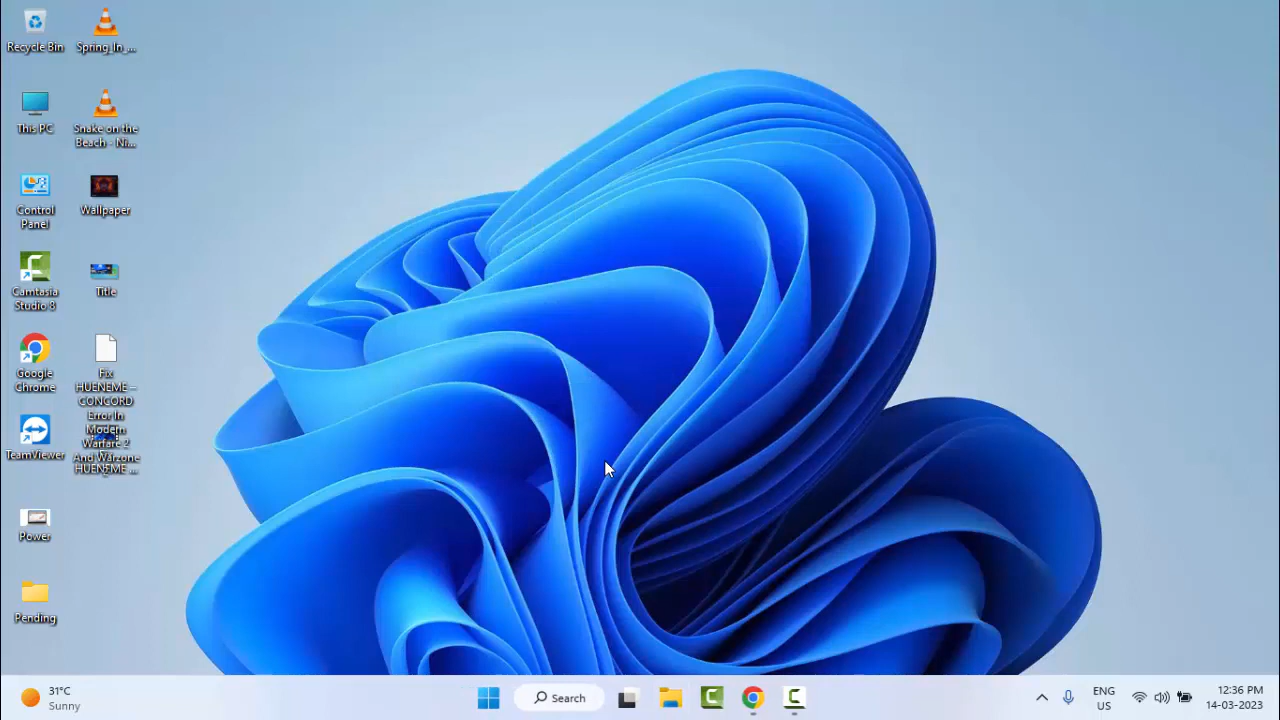 Recycle Bin
Spring_In_...
This PC
Snake on the
Beach - Ni...
Control
Panel
Wallpaper
Camtasia
Studio 8
Title
Google
Chrome
Fix
HUENEME –
CONCORD
Error In
Modern
Warfare 2
And Warzone
HUENEME ...
TeamViewer
Power
Pending
31°C
Sunny
Search
ENG
US
12:36 PM
14-03-2023